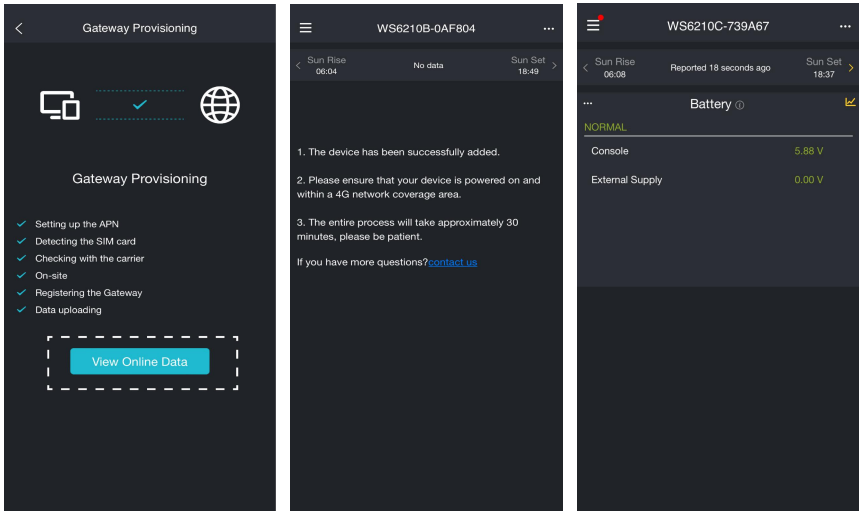 Gateway Provisioning
Gateway Provisioning
Setting up the APN
Detecting the SIM card
Checking with the carrier
On-site
Registering the Gateway
Data uploading
View Online Data
WS6210B-0AF804
Sun Rise
06:04
No data
Sun Set
18:49
1. The device has been successfully added.
2. Please ensure that your device is powered on and
within a 4G network coverage area.
3. The entire process will take approximately 30
minutes, please be patient.
If you have more questions?contact us
WS6210C-739A67
Sun Rise
06:08
Reported 18 seconds ago
Sun Set
18:37
Battery
NORMAL
Console 5.88 V
External Supply 0.00 V